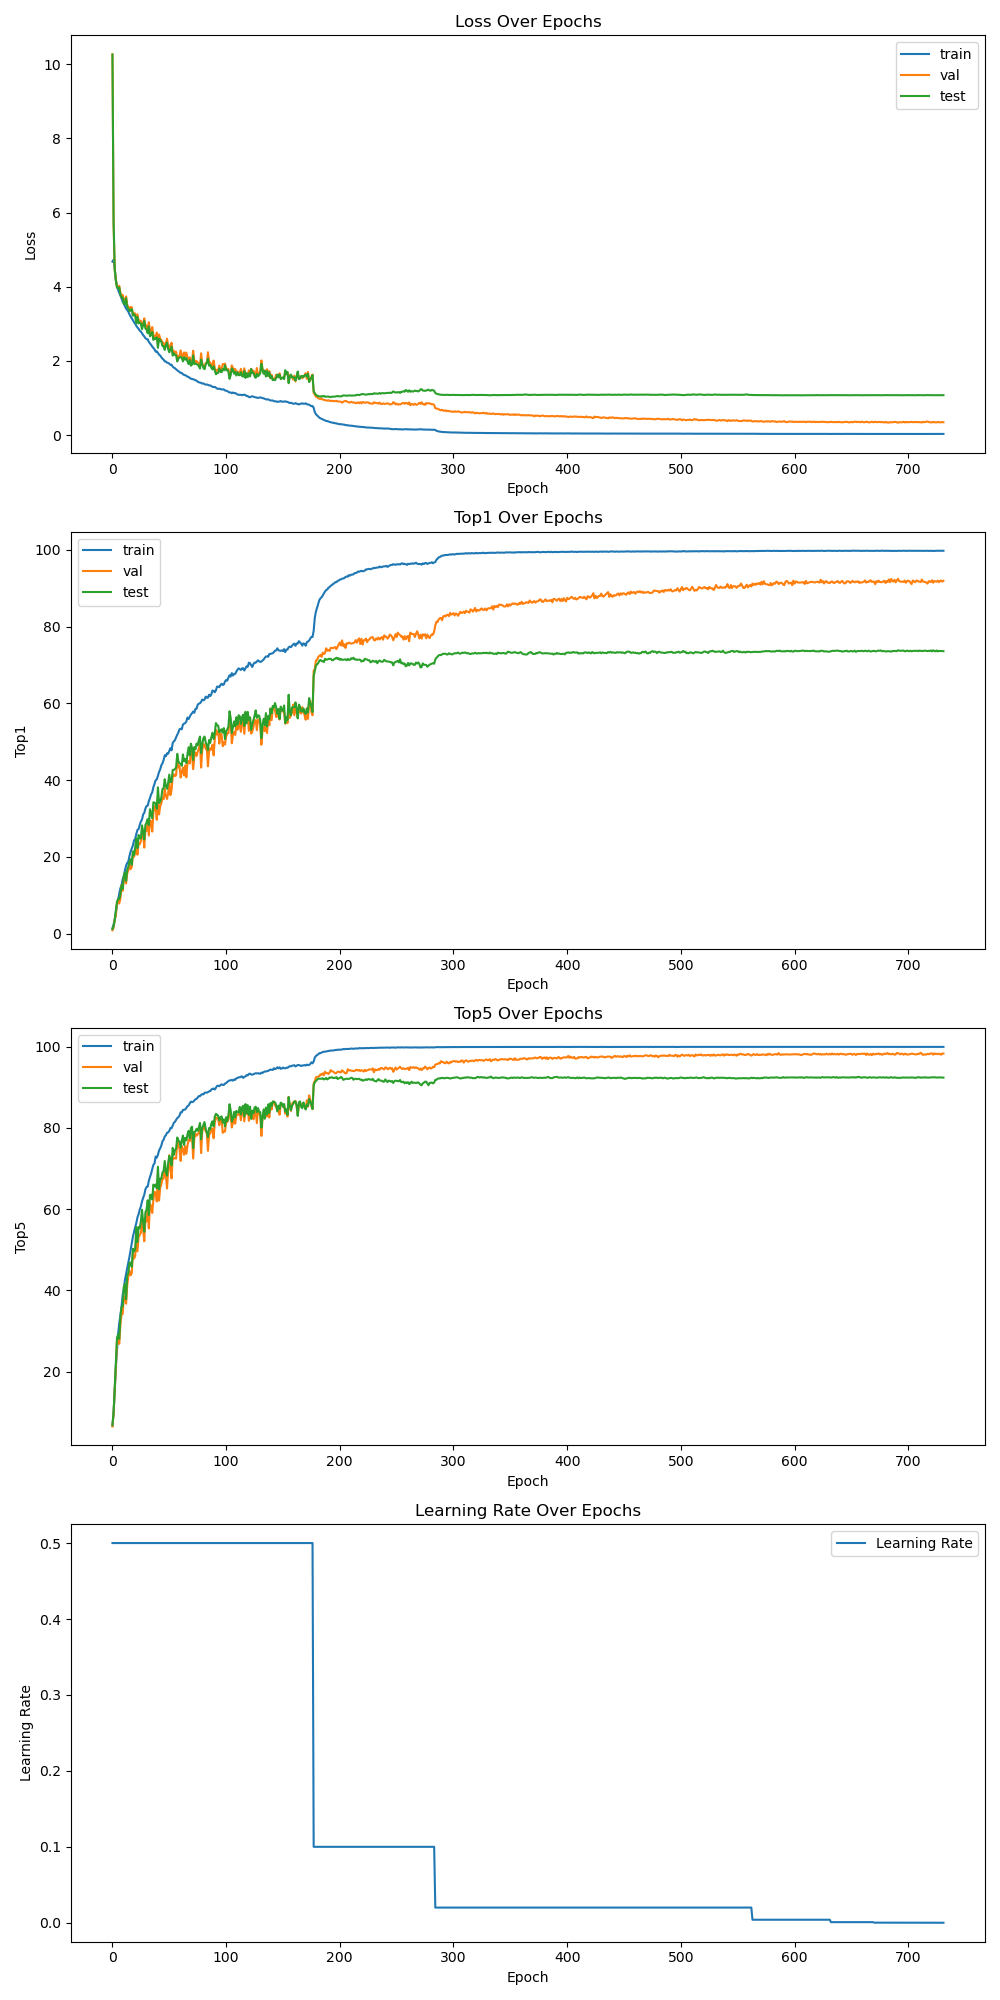 Loss Over Epochs
train
val
test
10
8
6
4
2
0
Loss
0 100 200 300 400 500 600 700
Epoch
Top1 Over Epochs
train
val
test
100
80
60
40
20
0
Top1
0 100 200 300 400 500 600 700
Epoch
Top5 Over Epochs
train
val
test
100
80
60
40
20
Top5
0 100 200 300 400 500 600 700
Epoch
Learning Rate Over Epochs
Learning Rate
0.5
0.4
0.3
0.2
0.1
0.0
Learning Rate
0 100 200 300 400 500 600 700
Epoch